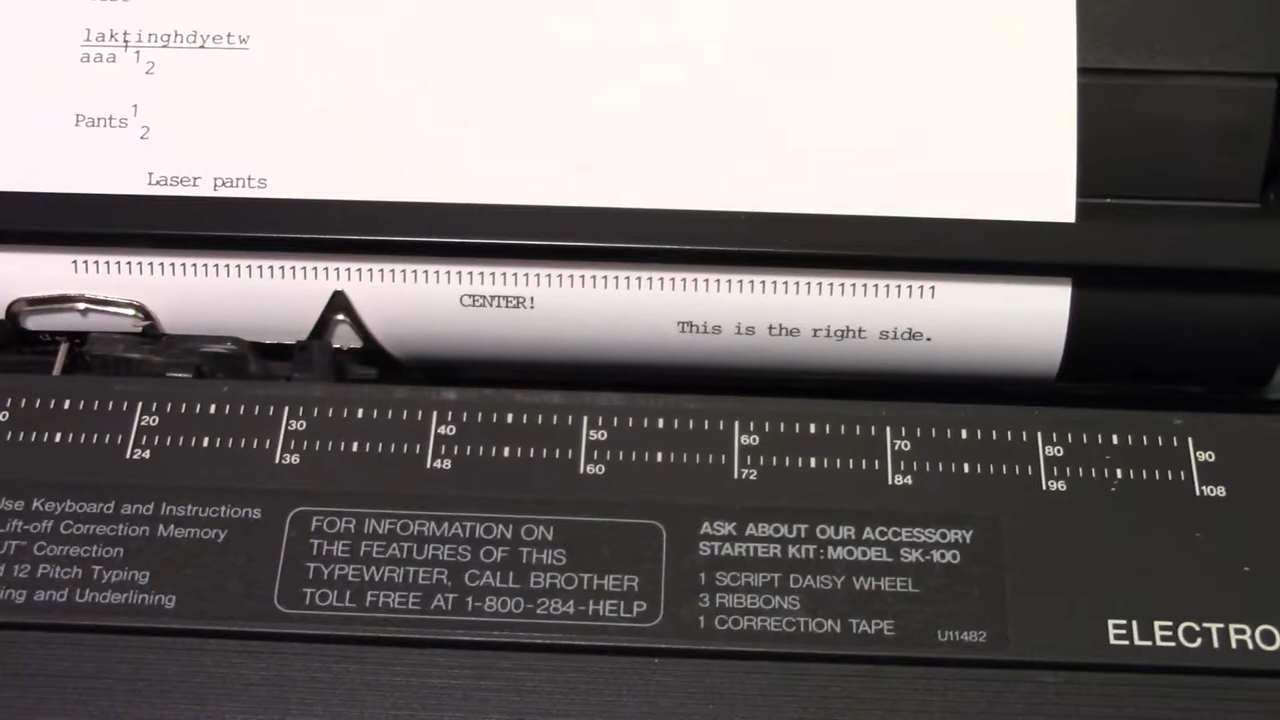 laktinghdyetw
aaa 1 2
Pants 1 2
Laser pants
CENTER!
This is the right side.
0 20 30 40 50 60 70 80 90
24 36 48 60 72 84 96 108
Use Keyboard and Instructions
Lift-off Correction Memory
Correction
12 Pitch Typing
and Underlining
FOR INFORMATION ON
THE FEATURES OF THIS
TYPEWRITER, CALL BROTHER
TOLL FREE AT 1-800-284-HELP
ASK ABOUT OUR ACCESSORY
STARTER KIT: MODEL SK-100
1 SCRIPT DAISY WHEEL
3 RIBBONS
1 CORRECTION TAPE
U11482
ELECTRO